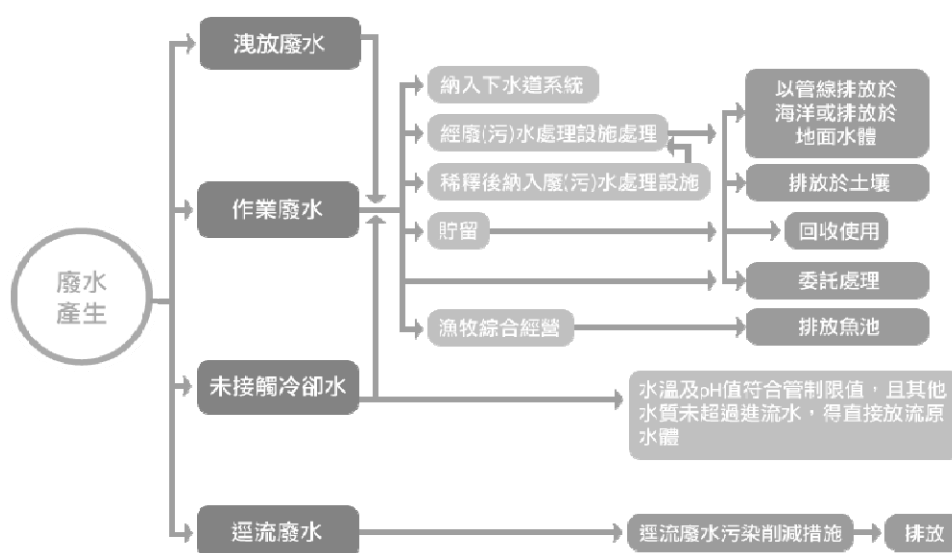 廢水
產生
洩放廢水
作業廢水
未接觸冷卻水
逕流廢水
納入下水道系統
經廢(污)水處理設施處理
稀釋後納入廢(污)水處理設施
貯留
漁牧綜合經營
以管線排放於
海洋或排放於
地面水體
排放於土壤
回收使用
委託處理
排放魚池
水溫及pH值符合管制限值，且其他
水質未超過進流水，得直接放流原
水體
逕流廢水污染削減措施
排放